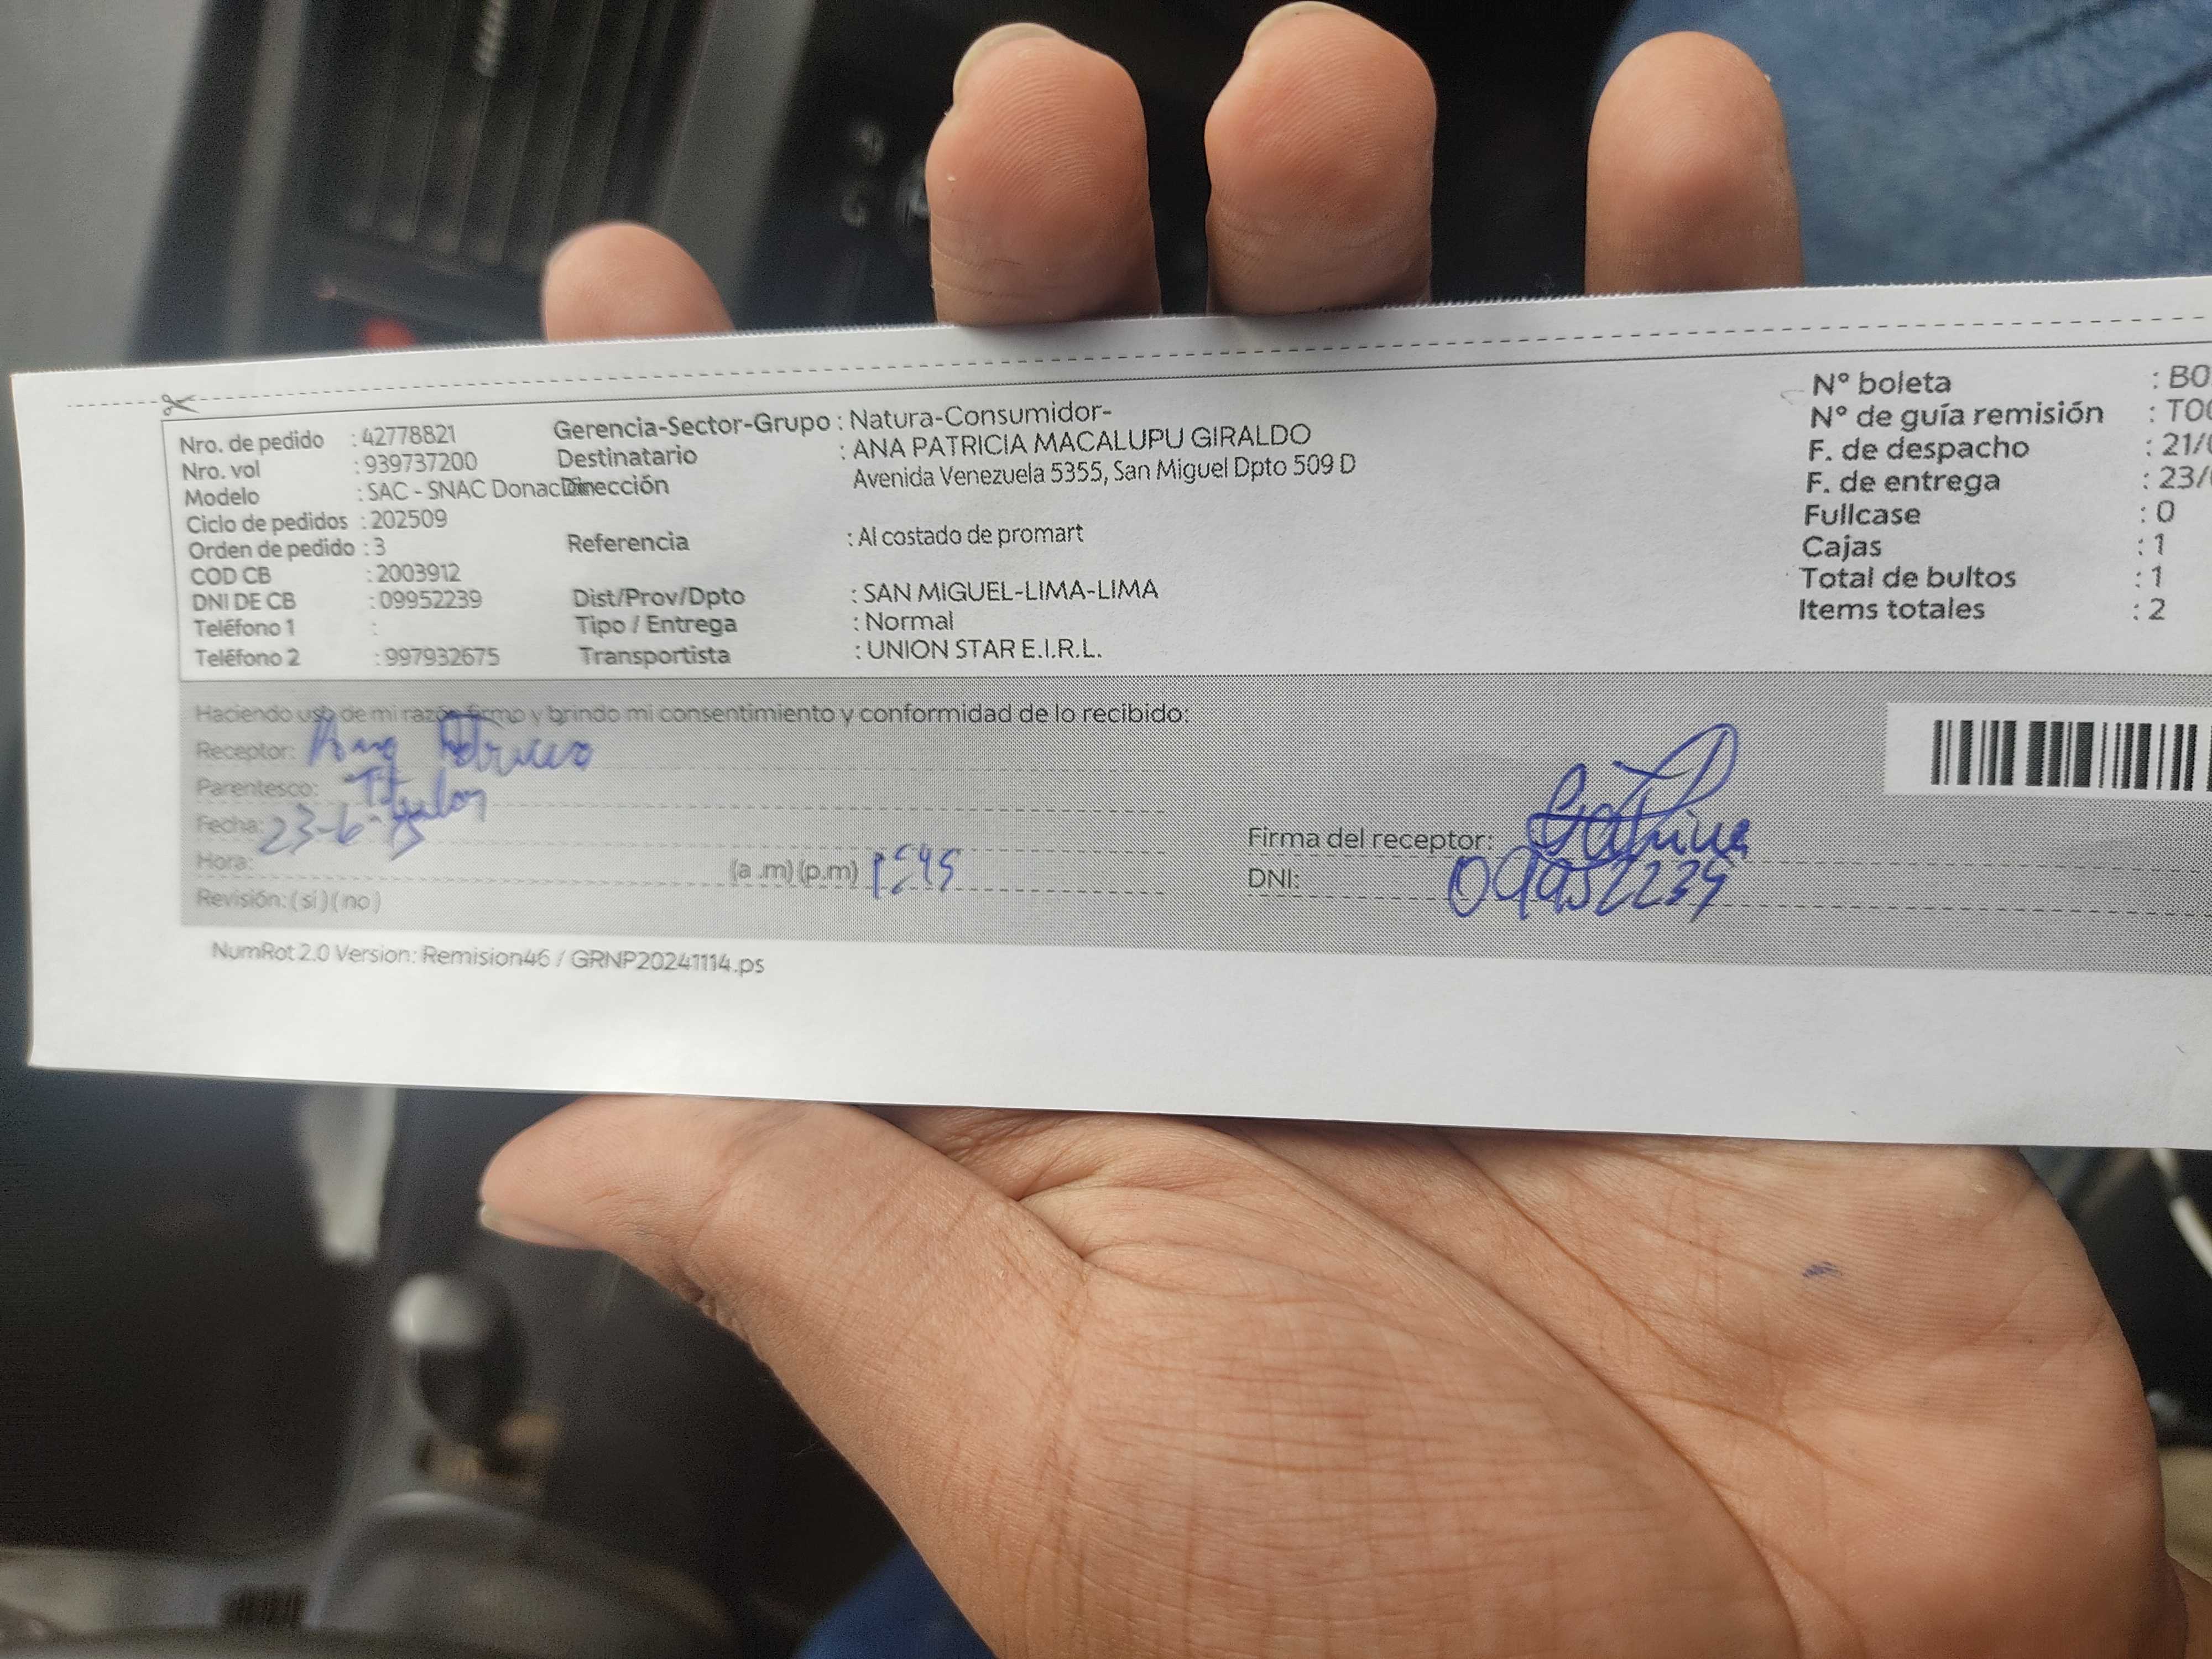 Nro. de pedido : 42778821
Nro. vol : 939737200
Modelo : SAC - SNAC Donac
Ciclo de pedidos : 202509
Orden de pedido : 3
COD CB : 2003912
DNI DE CB : 09952239
Teléfono 1 :
Teléfono 2 : 997932675
Gerencia-Sector-Grupo : Natura-Consumidor-
Destinatario : ANA PATRICIA MACALUPU GIRALDO
Dirección Avenida Venezuela 5355, San Miguel Dpto 509 D
Referencia : Al costado de promart
Dist/Prov/Dpto : SAN MIGUEL-LIMA-LIMA
Tipo / Entrega : Normal
Transportista : UNION STAR E.I.R.L.
N° boleta : B0
N° de guía remisión : T00
F. de despacho : 21/
F. de entrega : 23/
Fullcase : 0
Cajas : 1
Total de bultos : 1
Items totales : 2
Haciendo uso de mi razón firmo y brindo mi consentimiento y conformidad de lo recibido:
Receptor:
Parentesco: Titular
Fecha: 23-6-
Hora: (a .m) (p.m)
Revisión: ( si ) ( no )
Firma del receptor:
DNI: 09952239
NumRot 2.0 Version: Remision46 / GRNP20241114.ps